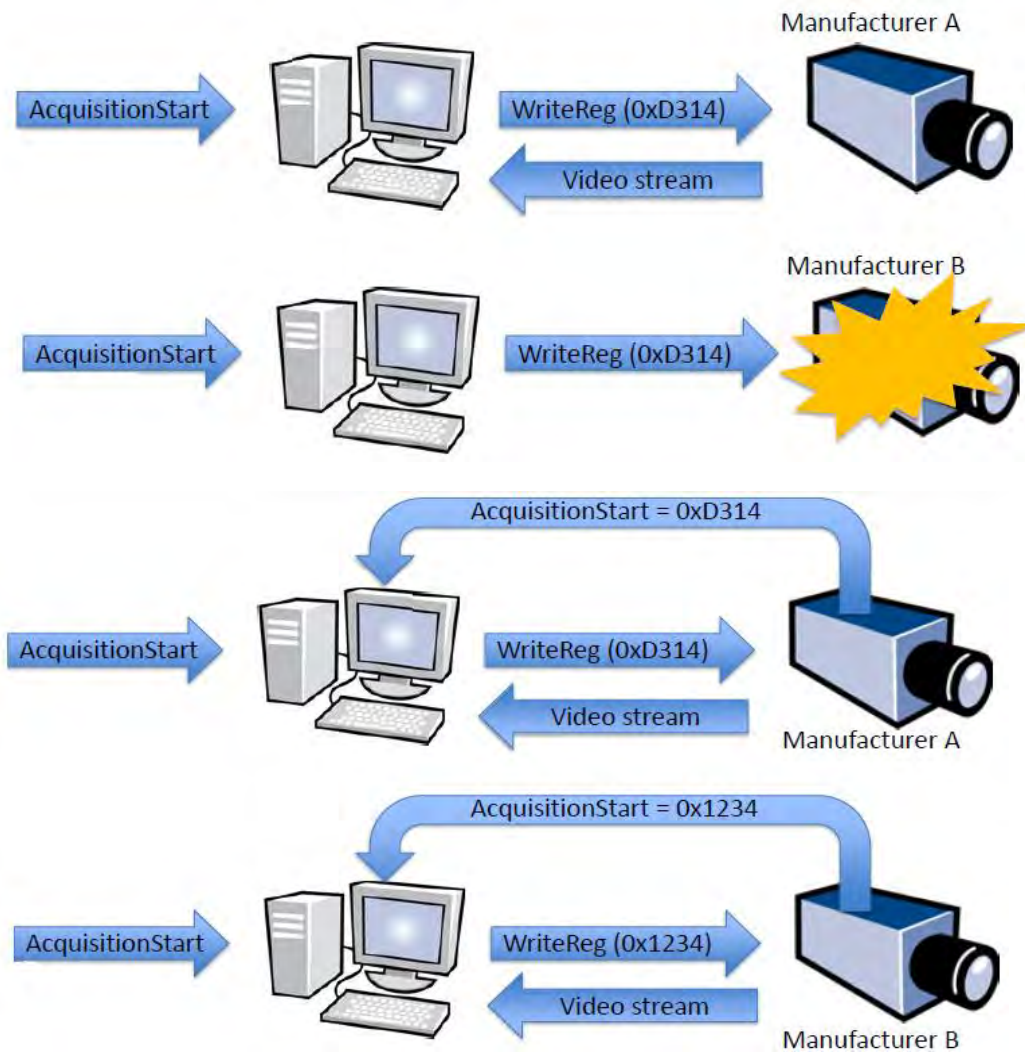 Manufacturer A
AcquisitionStart
WriteReg (0xD314)
Video stream
Manufacturer B
AcquisitionStart
WriteReg (0xD314)
AcquisitionStart = 0xD314
AcquisitionStart
WriteReg (0xD314)
Video stream
Manufacturer A
AcquisitionStart = 0x1234
AcquisitionStart
WriteReg (0x1234)
Video stream
Manufacturer B